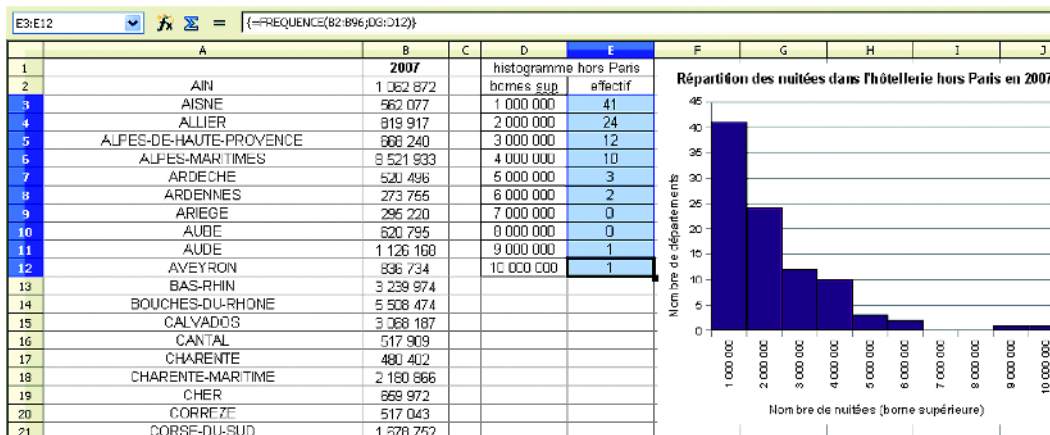 E3:E12 {=FREQUENCE(B2:B96;D3:D12)}
A B C D E F G H I J
1 2007 histogramme hors Paris
2 AIN 1 062 872 bornes sup effectif
3 AISNE 562 077 1 000 000 41
4 ALLIER 819 917 2 000 000 24
5 ALPES-DE-HAUTE-PROVENCE 668 240 3 000 000 12
6 ALPES-MARITIMES 8 521 933 4 000 000 10
7 ARDECHE 520 496 5 000 000 3
8 ARDENNES 273 755 6 000 000 2
9 ARIEGE 295 220 7 000 000 0
10 AUBE 620 795 8 000 000 0
11 AUDE 1 126 168 9 000 000 1
12 AVEYRON 836 734 10 000 000 1
13 BAS-RHIN 3 239 974
14 BOUCHES-DU-RHONE 5 508 474
15 CALVADOS 3 068 187
16 CANTAL 517 909
17 CHARENTE 480 402
18 CHARENTE-MARITIME 2 180 866
19 CHER 659 972
20 CORREZE 517 043
21 CORSE-DU-SUD 1 678 752
Répartition des nuitées dans l'hôtellerie hors Paris en 2007
Nombre de départements
45
40
35
30
25
20
15
10
5
0
1 000 000
2 000 000
3 000 000
4 000 000
5 000 000
6 000 000
7 000 000
8 000 000
9 000 000
10 000 000
Nombre de nuitées (borne supérieure)